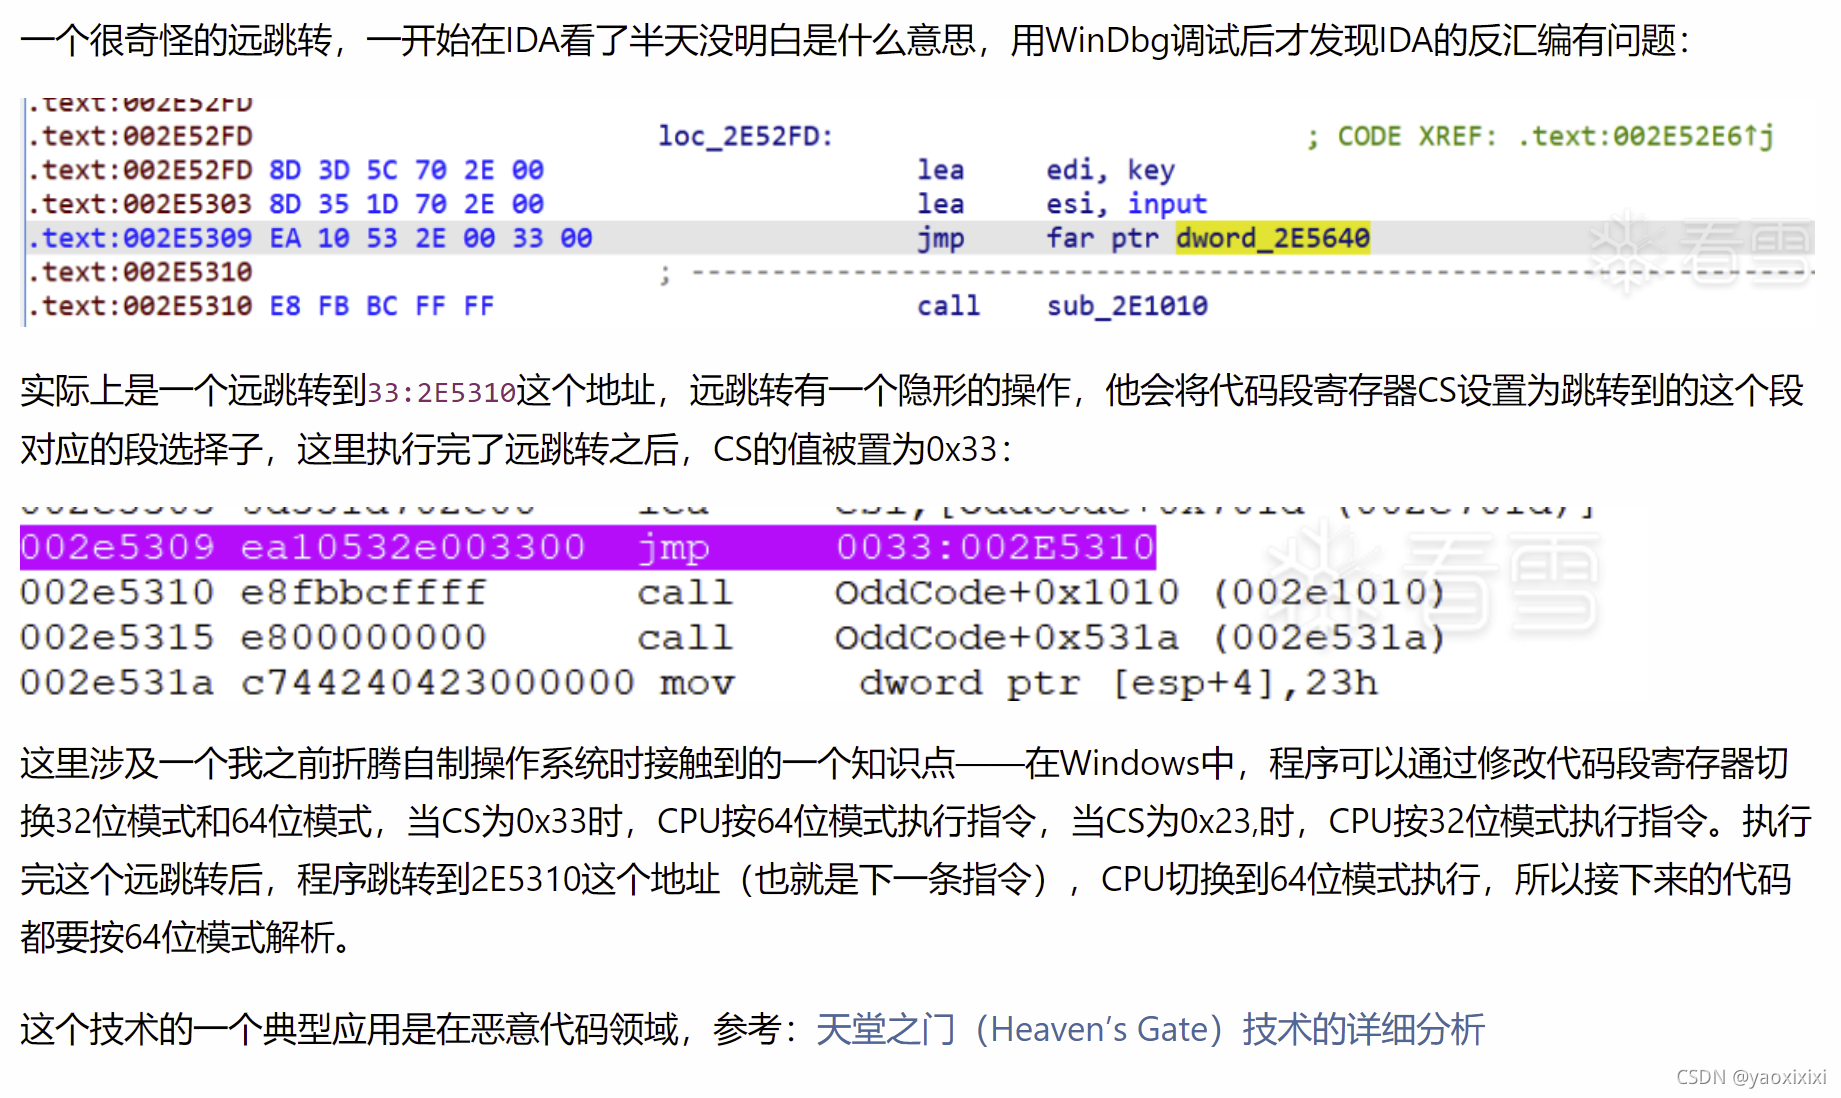 一个很奇怪的远跳转，一开始在IDA看了半天没明白是什么意思，用WinDbg调试后才发现IDA的反汇编有问题：
.text:002E52FD
.text:002E52FD loc_2E52FD: ; CODE XREF: .text:002E52E6↑j
.text:002E52FD 8D 3D 5C 70 2E 00 lea edi, key
.text:002E5303 8D 35 1D 70 2E 00 lea esi, input
.text:002E5309 EA 10 53 2E 00 33 00 jmp far ptr dword_2E5640
.text:002E5310 ; ---------------------------------------------------------------------------
.text:002E5310 E8 FB BC FF FF call sub_2E1010
看雪
实际上是一个远跳转到33:2E5310这个地址，远跳转有一个隐形的操作，他会将代码段寄存器CS设置为跳转到的这个段
对应的段选择子，这里执行完了远跳转之后，CS的值被置为0x33：
002e5303 8d351d702e00 lea esi,[OddCode+0x701d (002e701d)]
002e5309 ea10532e003300 jmp 0033:002E5310
002e5310 e8fbbcffff call OddCode+0x1010 (002e1010)
002e5315 e800000000 call OddCode+0x531a (002e531a)
002e531a c744240423000000 mov dword ptr [esp+4],23h
看雪
这里涉及一个我之前折腾自制操作系统时接触到的一个知识点——在Windows中，程序可以通过修改代码段寄存器切
换32位模式和64位模式，当CS为0x33时，CPU按64位模式执行指令，当CS为0x23,时，CPU按32位模式执行指令。执行
完这个远跳转后，程序跳转到2E5310这个地址（也就是下一条指令），CPU切换到64位模式执行，所以接下来的代码
都要按64位模式解析。
这个技术的一个典型应用是在恶意代码领域，参考：天堂之门（Heaven's Gate）技术的详细分析
CSDN @yaoxixixi